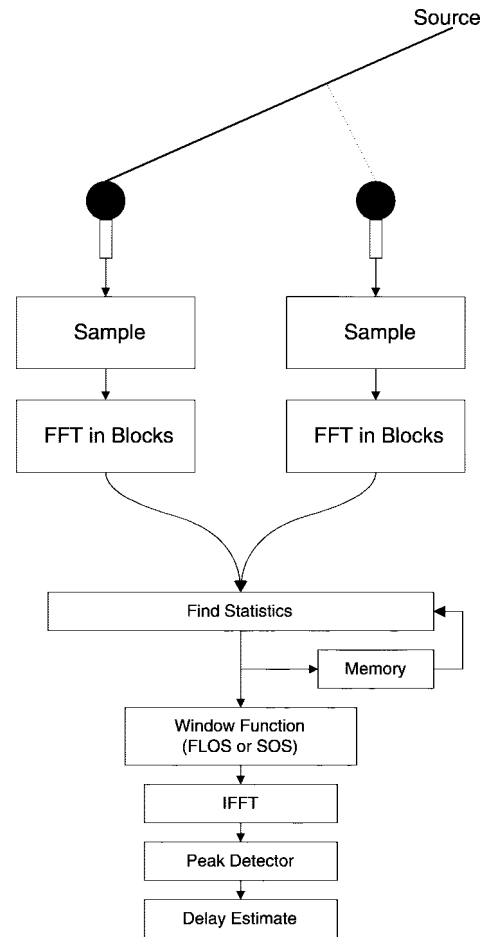 Source
Sample
Sample
FFT in Blocks
FFT in Blocks
Find Statistics
Memory
Window Function
(FLOS or SOS)
IFFT
Peak Detector
Delay Estimate